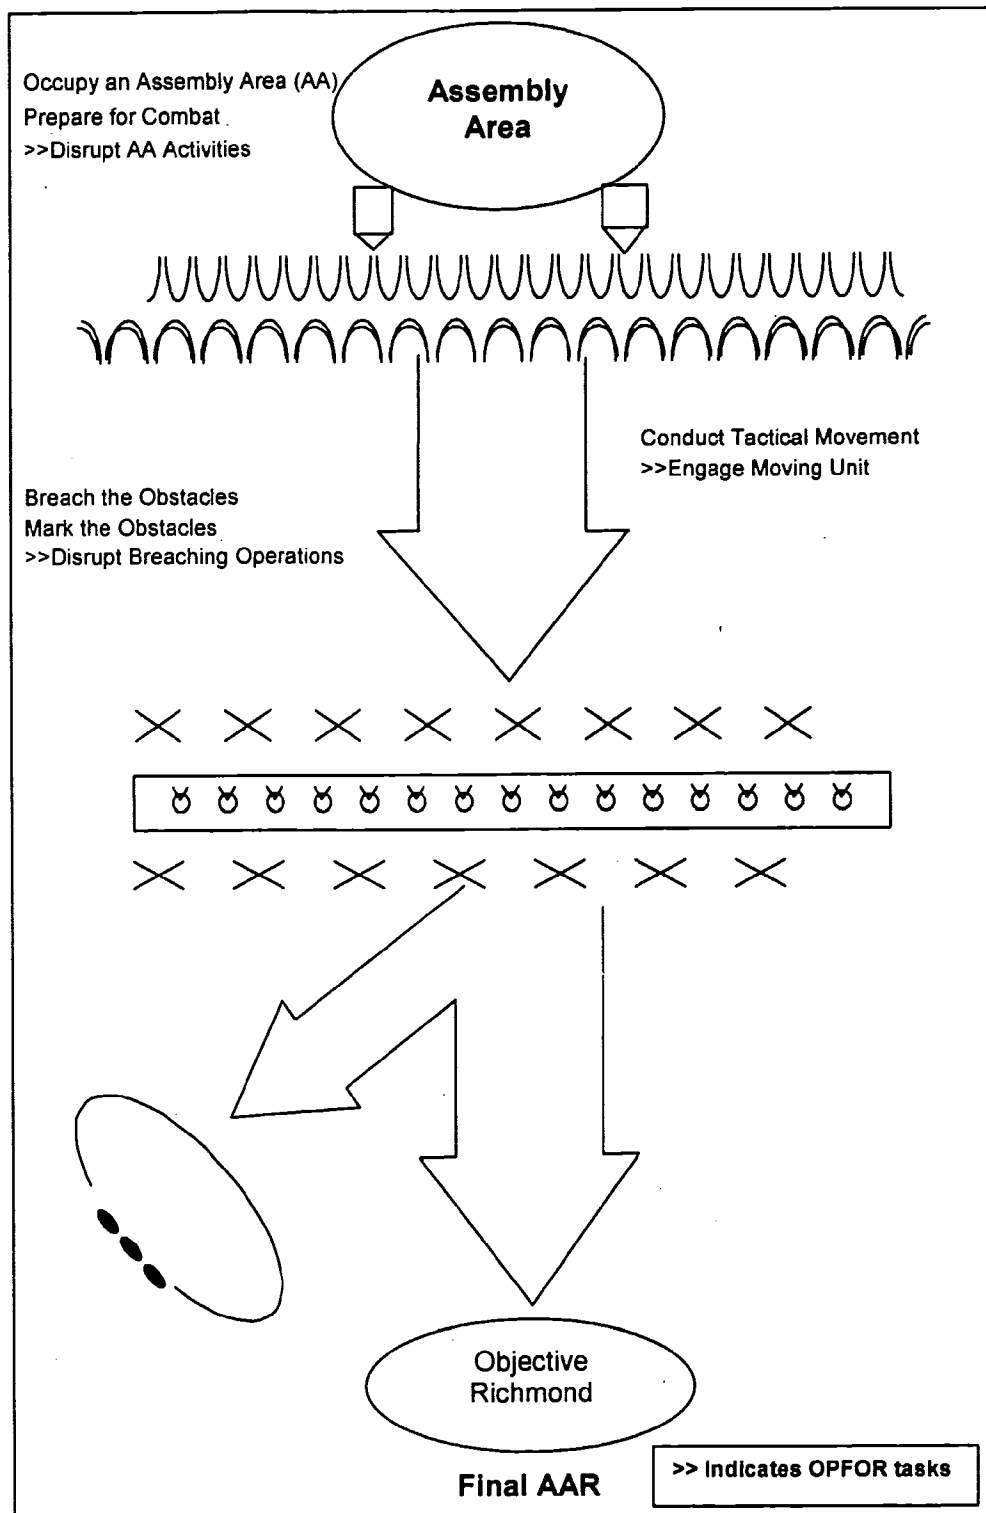 Occupy an Assembly Area (AA)
Prepare for Combat
>>Disrupt AA Activities
Assembly
Area
Conduct Tactical Movement
>>Engage Moving Unit
Breach the Obstacles
Mark the Obstacles
>>Disrupt Breaching Operations
Objective
Richmond
Final AAR
>> Indicates OPFOR tasks